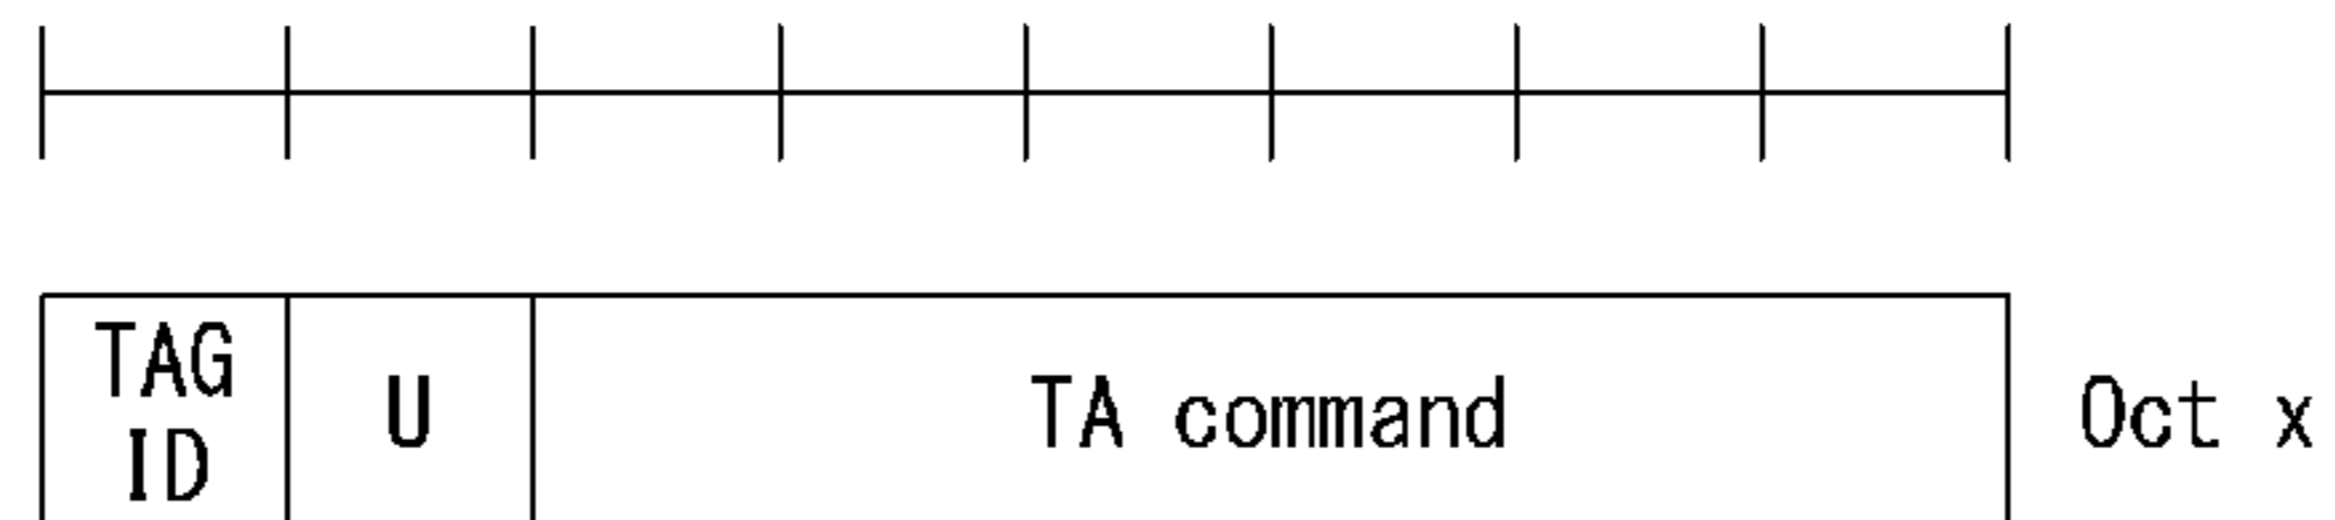 TAG
ID
U
TA command
Oct x